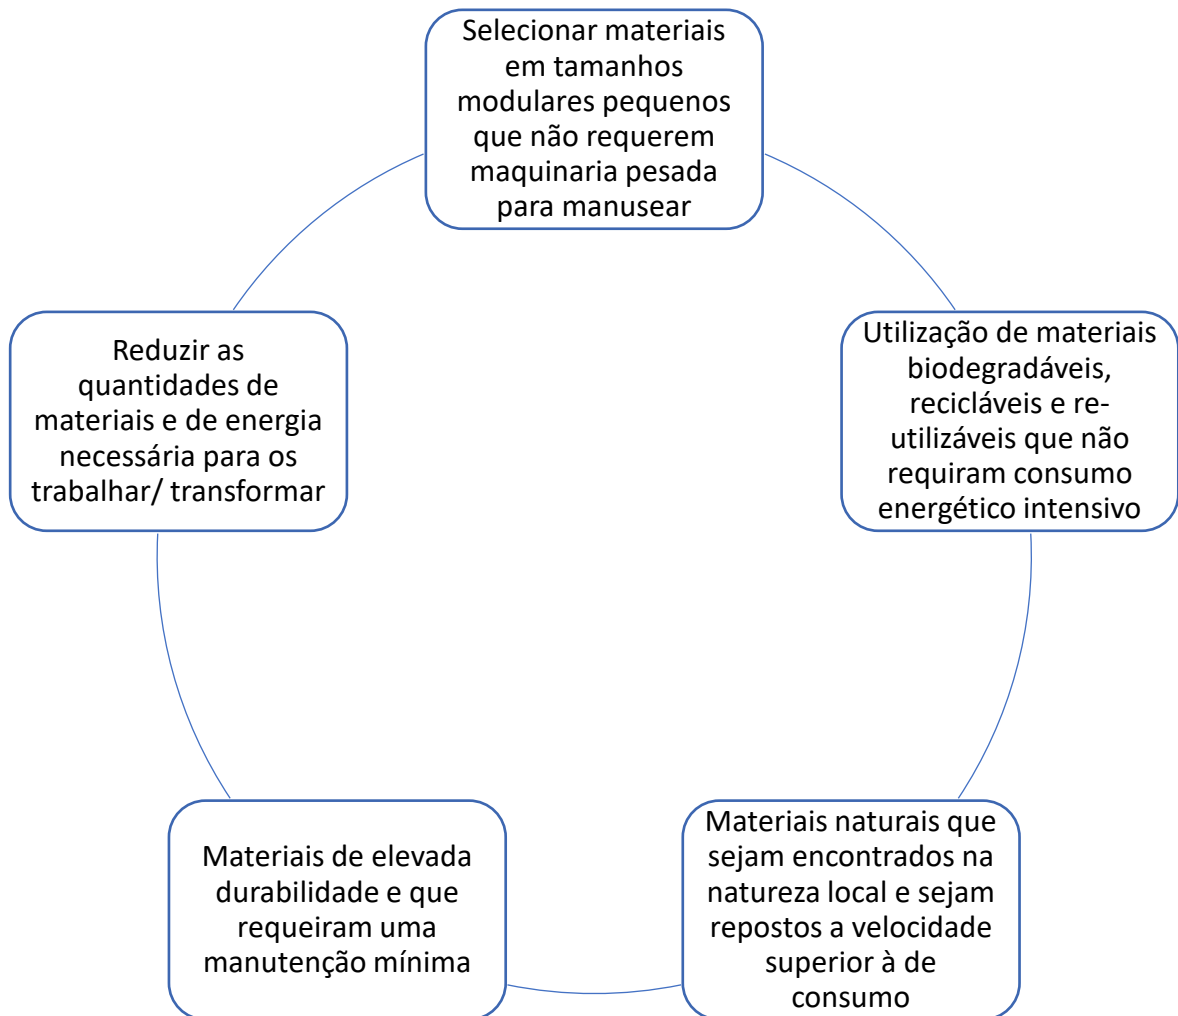 Selecionar materiais
em tamanhos
modulares pequenos
que não requerem
maquinaria pesada
para manusear
Utilização de materiais
biodegradáveis,
recicláveis e re-
utilizáveis que não
requiram consumo
energético intensivo
Materiais naturais que
sejam encontrados na
natureza local e sejam
repostos a velocidade
superior à de
consumo
Materiais de elevada
durabilidade e que
requeiram uma
manutenção mínima
Reduzir as
quantidades de
materiais e de energia
necessária para os
trabalhar/ transformar